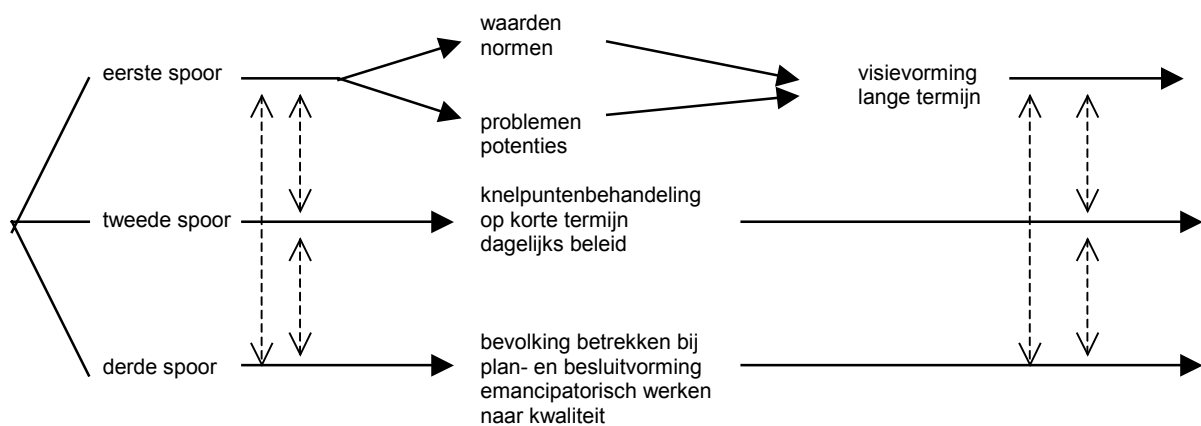 eerste spoor
waarden
normen
problemen
potenties
visievorming
lange termijn
tweede spoor
knelpuntenbehandeling
op korte termijn
dagelijks beleid
derde spoor
bevolking betrekken bij
plan- en besluitvorming
emancipatorisch werken
naar kwaliteit